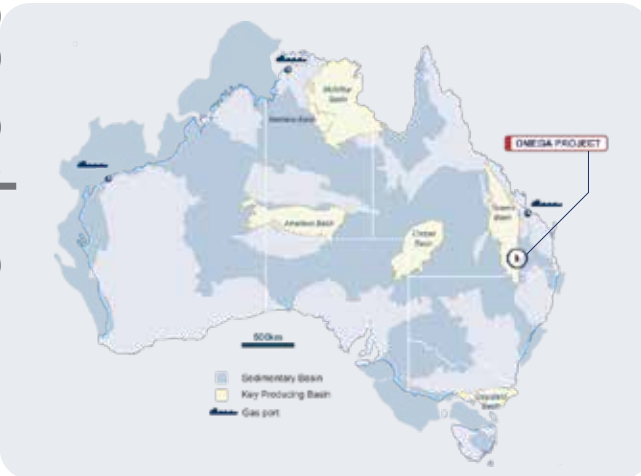 McArthur
Basin
OMEGA PROJECT
Bowen
Basin
Amadeus Basin
Cooper
Basin
500km
Sedimentary Basin
Key Producing Basin
Gas port
Gippsland
Basin